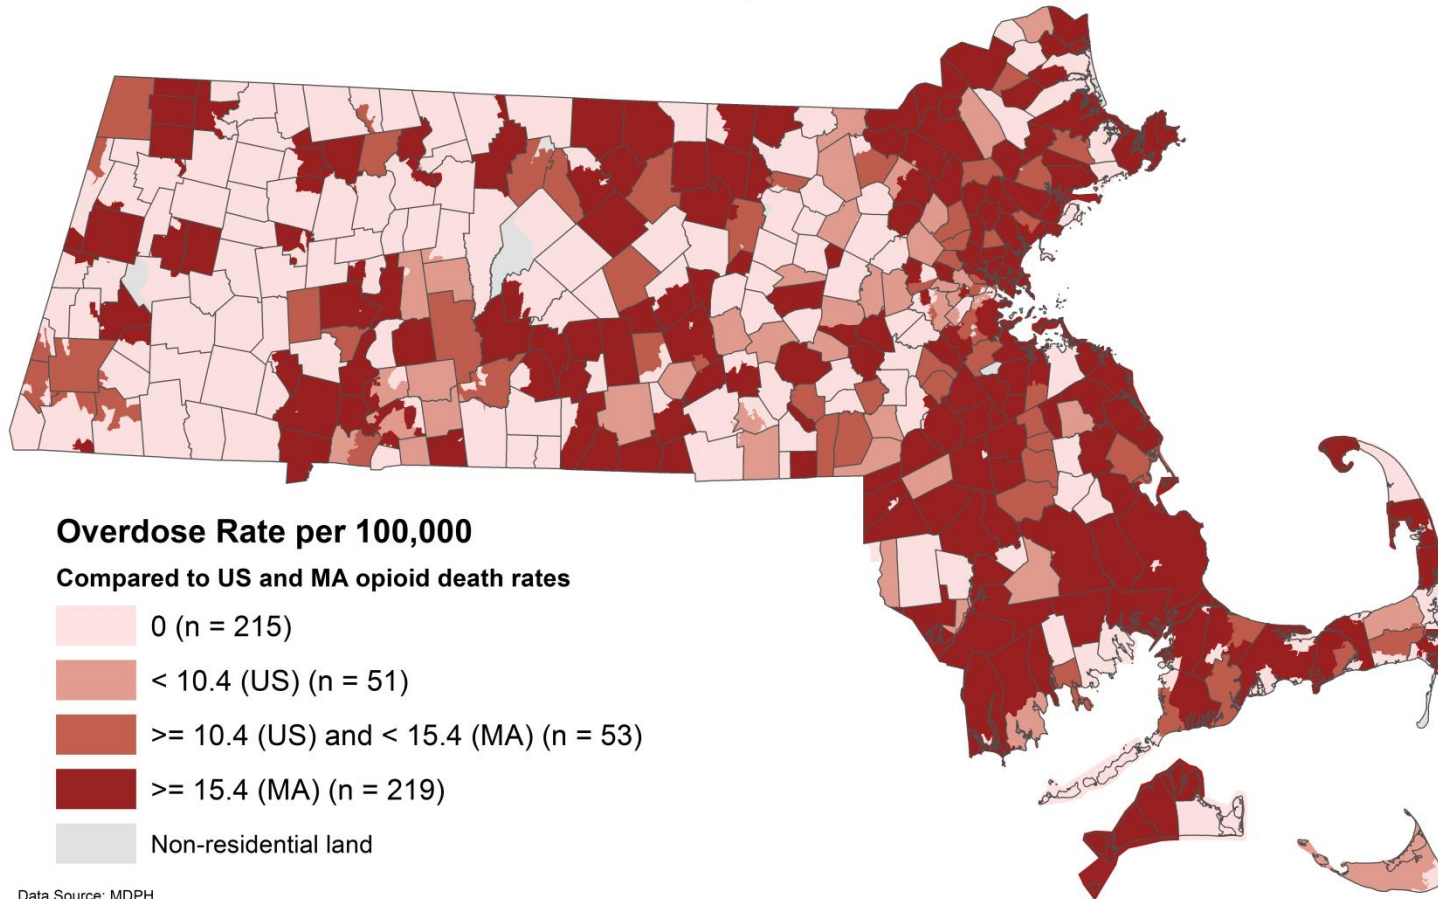 Overdose Rate per 100,000
Compared to US and MA opioid death rates
0 (n = 215)
< 10.4 (US) (n = 51)
>= 10.4 (US) and < 15.4 (MA) (n = 53)
>= 15.4 (MA) (n = 219)
Non-residential land
Data Source: MDPH